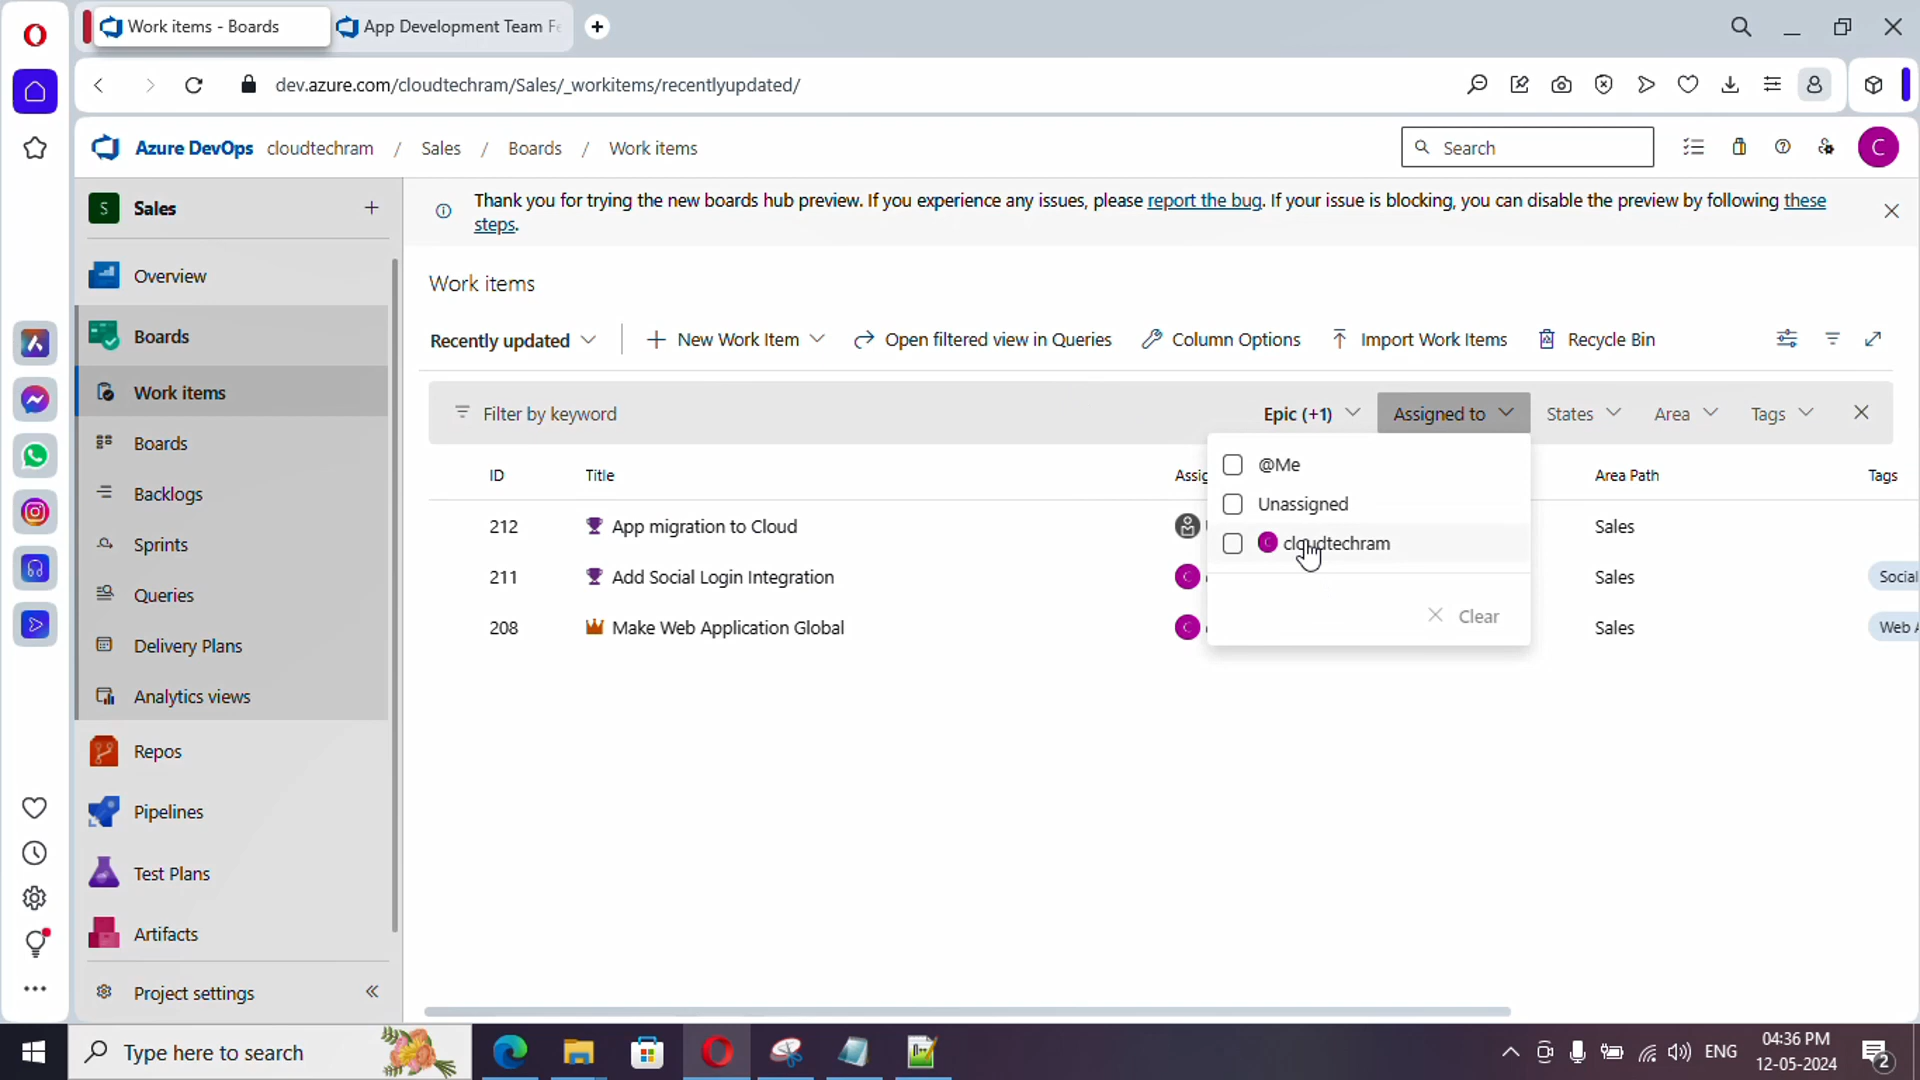 Work items - Boards
App Development Team Fe
dev.azure.com/cloudtechram/Sales/_workitems/recentlyupdated/
Azure DevOps cloudtechram / Sales / Boards / Work items
Search
C
S Sales
Thank you for trying the new boards hub preview. If you experience any issues, please report the bug. If your issue is blocking, you can disable the preview by following these
steps.
Overview
Boards
Work items
Boards
Backlogs
Sprints
Queries
Delivery Plans
Analytics views
Repos
Pipelines
Test Plans
Artifacts
Project settings
Work items
Recently updated New Work Item Open filtered view in Queries Column Options Import Work Items Recycle Bin
Filter by keyword Epic (+1) Assigned to States Area Tags
ID Title Assig Area Path Tags
212 App migration to Cloud Sales
211 Add Social Login Integration C Sales Social
208 Make Web Application Global C Sales Web A
@Me
Unassigned
C cloudtechram
Clear
Type here to search
ENG
04:36 PM
12-05-2024
2